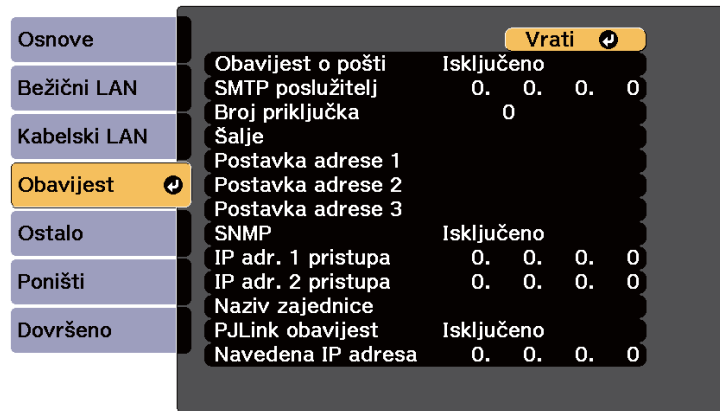 Osnove
Bežični LAN
Kabelski LAN
Obavijest
Ostalo
Poništi
Dovršeno
Vrati
Obavijest o pošti Isključeno
SMTP poslužitelj 0. 0. 0. 0
Broj priključka 0
Šalje
Postavka adrese 1
Postavka adrese 2
Postavka adrese 3
SNMP Isključeno
IP adr. 1 pristupa 0. 0. 0. 0
IP adr. 2 pristupa 0. 0. 0. 0
Naziv zajednice
PJLink obavijest Isključeno
Navedena IP adresa 0. 0. 0. 0